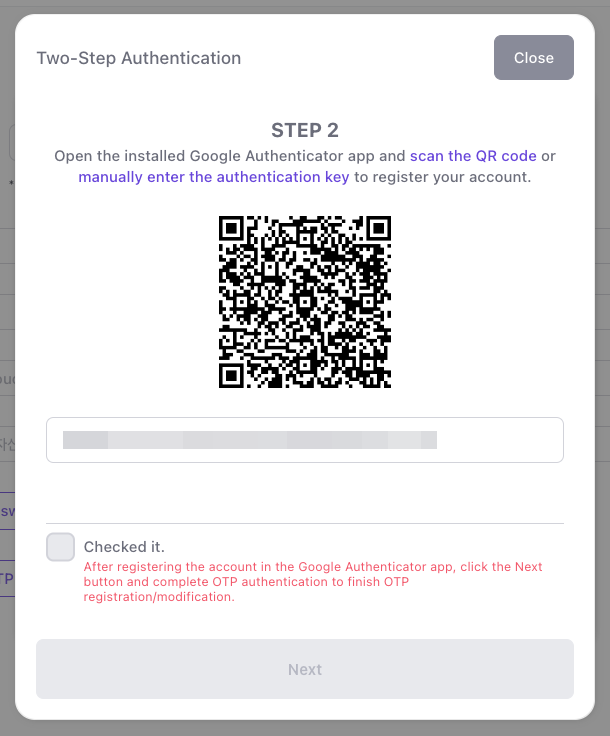 Two-Step Authentication
Close
STEP 2
Open the installed Google Authenticator app and scan the QR code or
manually enter the authentication key to register your account.
Checked it.
After registering the account in the Google Authenticator app, click the Next
button and complete OTP authentication to finish OTP
registration/modification.
Next